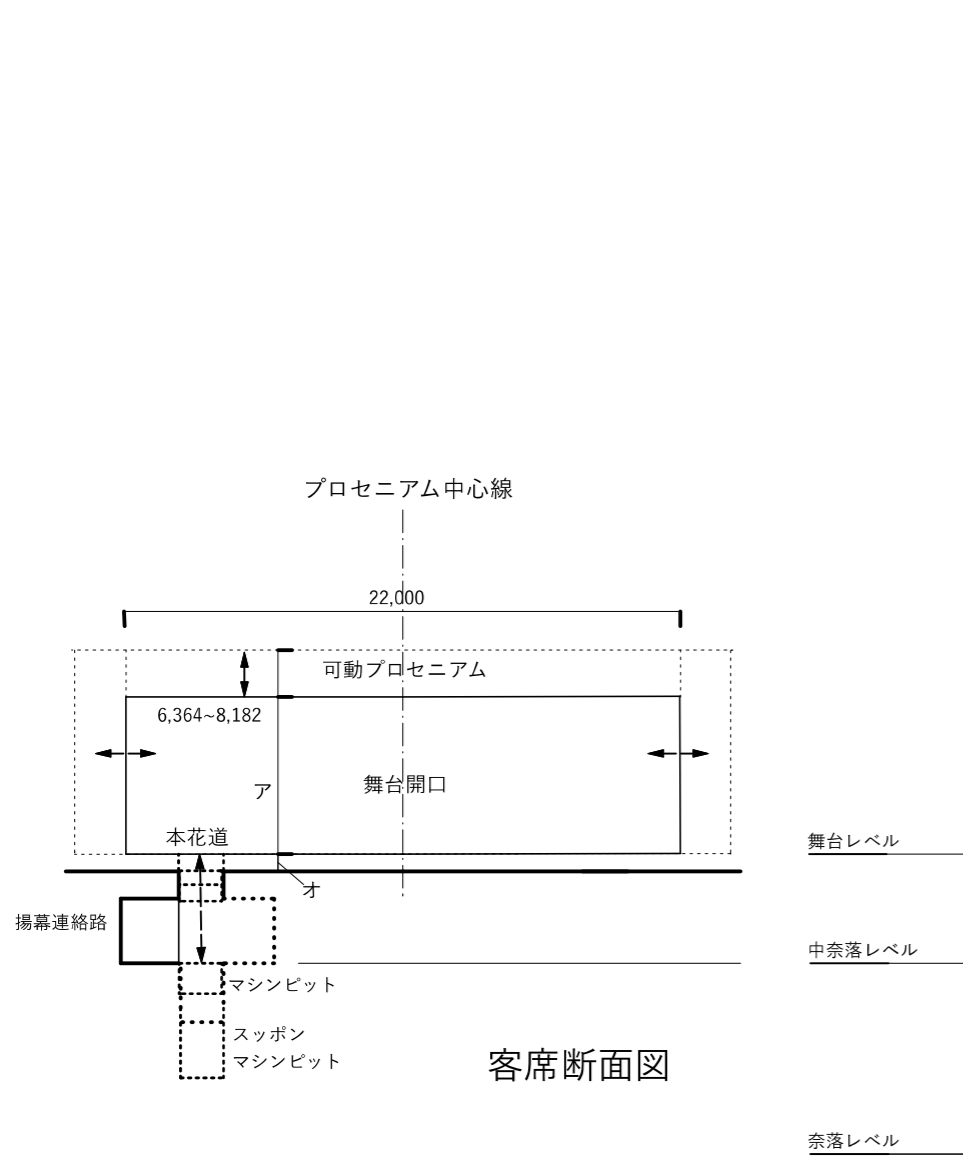 プロセニアム中心線
22,000
可動プロセニアム
6,364~8,182
ア
舞台開口
本花道
舞台レベル
オ
揚幕連絡路
中奈落レベル
マシンピット
スッポン
マシンピット
客席断面図
奈落レベル